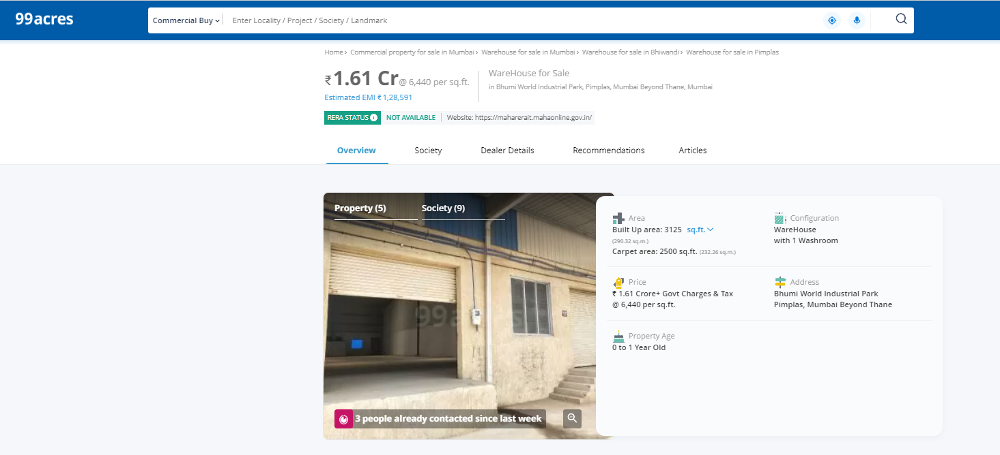 99acres
Commercial Buy
Enter Locality / Project / Society / Landmark
Home › Commercial property for sale in Mumbai › Warehouse for sale in Mumbai › Warehouse for sale in Bhiwandi › Warehouse for sale in Pimplas
₹ 1.61 Cr @ 6,440 per sq.ft.
Estimated EMI ₹ 1,28,591
WareHouse for Sale
in Bhumi World Industrial Park, Pimplas, Mumbai Beyond Thane, Mumbai
RERA STATUS i NOT AVAILABLE Website: https://maharerait.mahaonline.gov.in/
Overview Society Dealer Details Recommendations Articles
Property (5) Society (9)
99acres
3 people already contacted since last week
Area
Built Up area: 3125 sq.ft.
(290.32 sq.m.)
Carpet area: 2500 sq.ft. (232.26 sq.m.)
Configuration
WareHouse
with 1 Washroom
Price
₹ 1.61 Crore+ Govt Charges & Tax
@ 6,440 per sq.ft.
Address
Bhumi World Industrial Park
Pimplas, Mumbai Beyond Thane
Property Age
0 to 1 Year Old